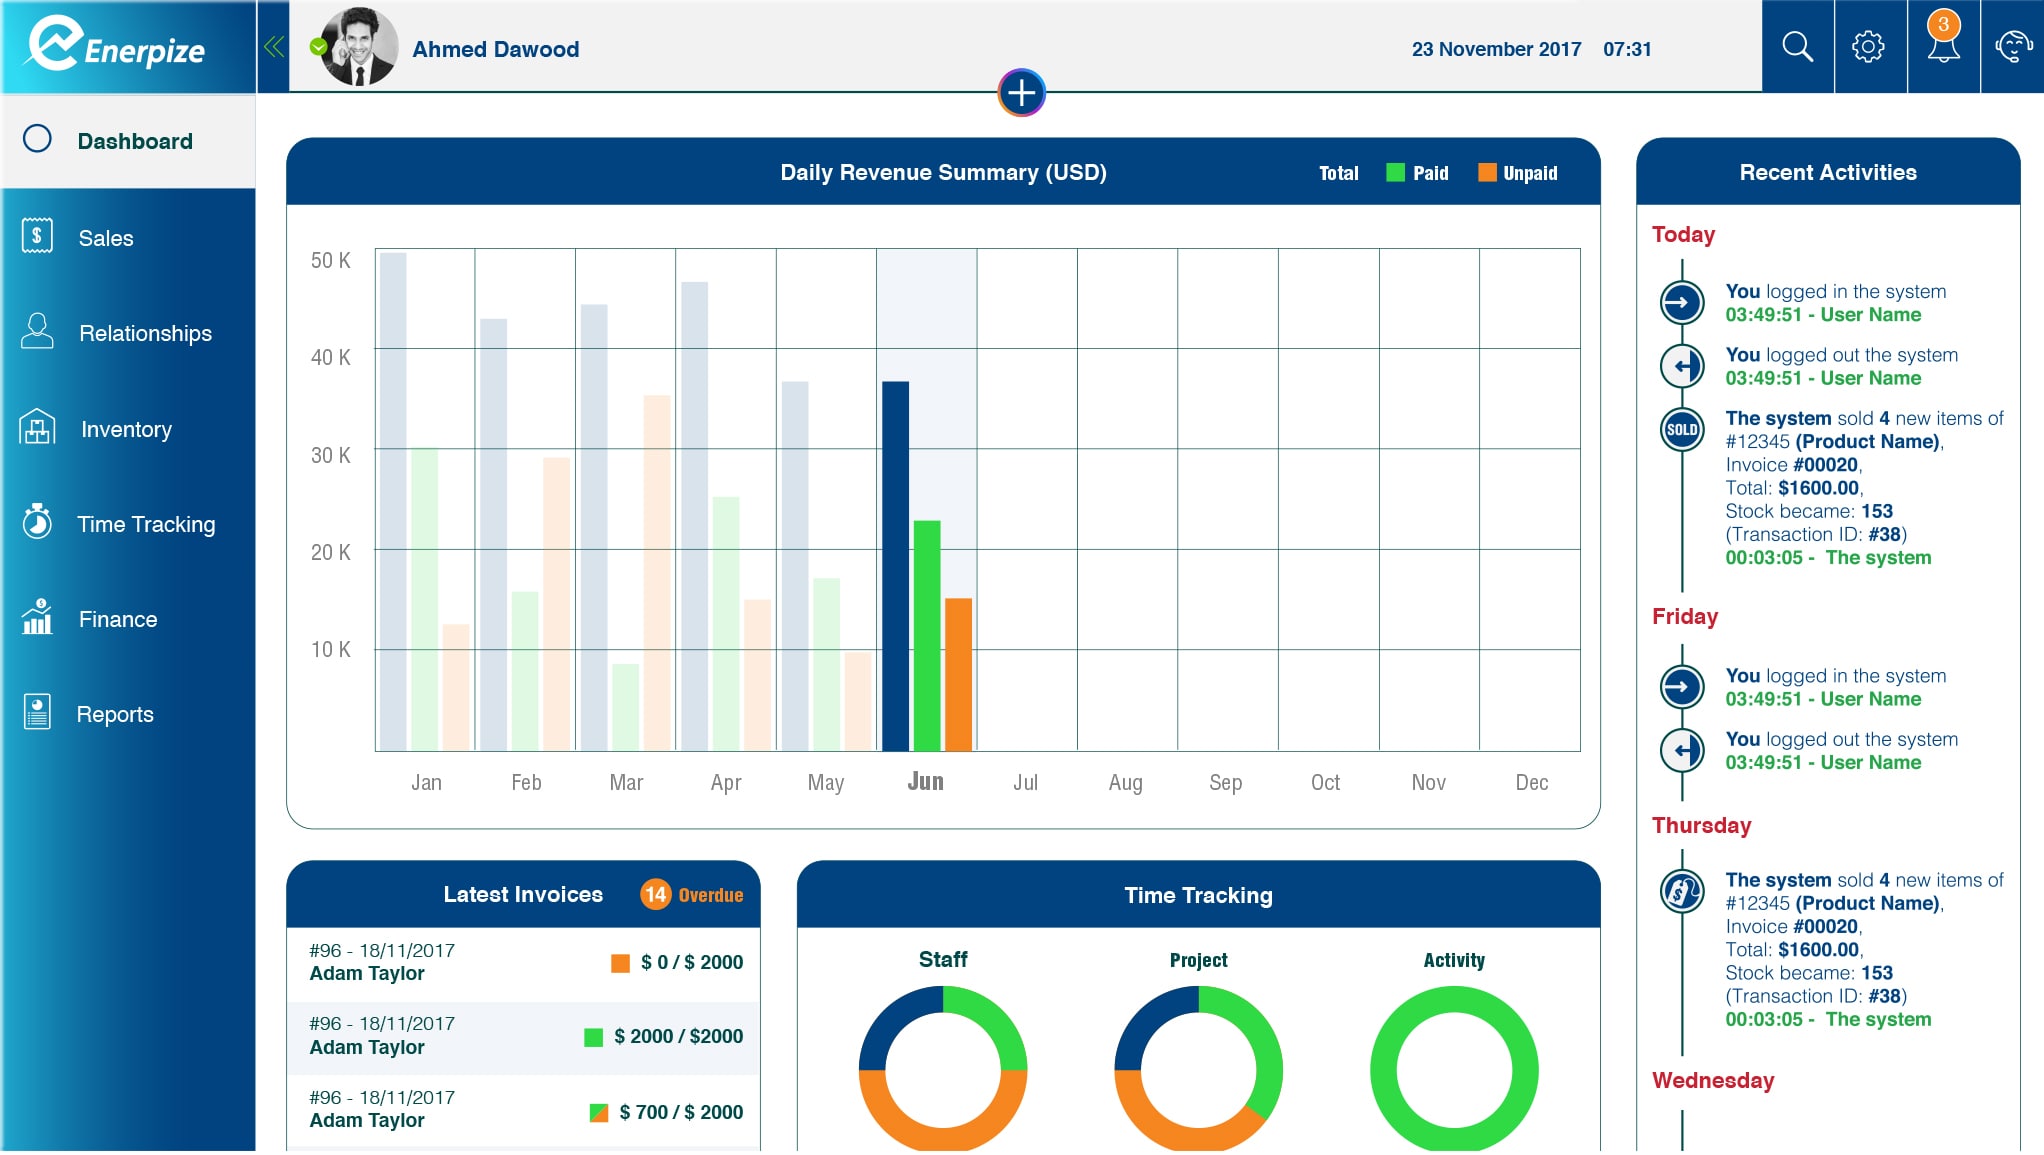 Enerpize
Ahmed Dawood
23 November 2017 07:31
3
Dashboard
Sales
Relationships
Inventory
Time Tracking
Finance
Reports
Daily Revenue Summary (USD)
Total Paid Unpaid
50 K
40 K
30 K
20 K
10 K
Jan Feb Mar Apr May Jun Jul Aug Sep Oct Nov Dec
Latest Invoices 14 Overdue
#96 - 18/11/2017
Adam Taylor
$ 0 / $ 2000
#96 - 18/11/2017
Adam Taylor
$ 2000 / $2000
#96 - 18/11/2017
Adam Taylor
$ 700 / $ 2000
Time Tracking
Staff Project Activity
Recent Activities
Today
You logged in the system
03:49:51 - User Name
You logged out the system
03:49:51 - User Name
SOLD
The system sold 4 new items of
#12345 (Product Name),
Invoice #00020,
Total: $1600.00,
Stock became: 153
(Transaction ID: #38)
00:03:05 - The system
Friday
You logged in the system
03:49:51 - User Name
You logged out the system
03:49:51 - User Name
Thursday
The system sold 4 new items of
#12345 (Product Name),
Invoice #00020,
Total: $1600.00,
Stock became: 153
(Transaction ID: #38)
00:03:05 - The system
Wednesday